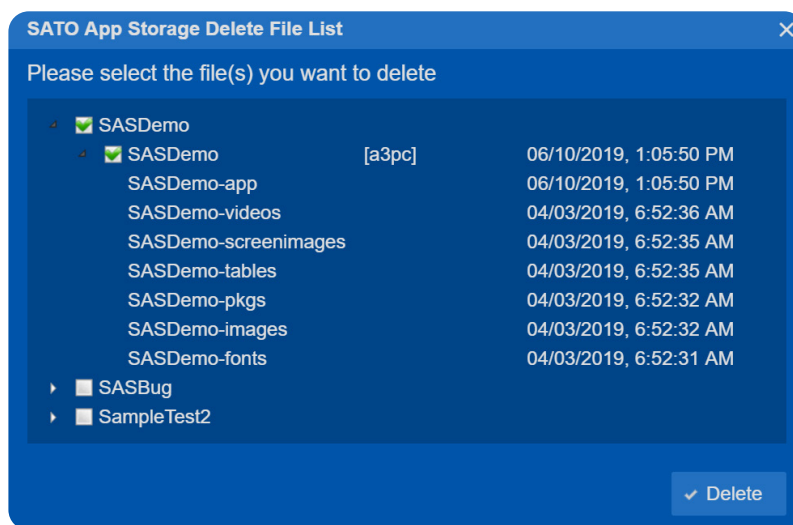 SATO App Storage Delete File List
Please select the file(s) you want to delete
SASDemo
SASDemo [a3pc] 06/10/2019, 1:05:50 PM
SASDemo-app 06/10/2019, 1:05:50 PM
SASDemo-videos 04/03/2019, 6:52:36 AM
SASDemo-screenimages 04/03/2019, 6:52:35 AM
SASDemo-tables 04/03/2019, 6:52:35 AM
SASDemo-pkgs 04/03/2019, 6:52:32 AM
SASDemo-images 04/03/2019, 6:52:32 AM
SASDemo-fonts 04/03/2019, 6:52:31 AM
SASBug
SampleTest2
Delete